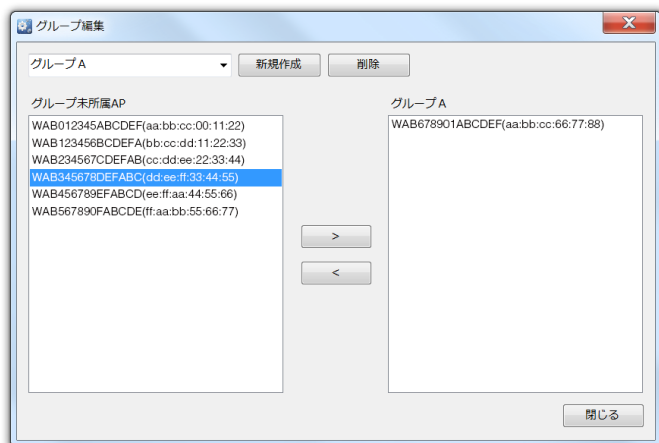 グループ編集
グループA
新規作成
削除
グループ未所属AP
WAB012345ABCDEF(aa:bb:cc:00:11:22)
WAB123456BCDEFA(bb:cc:dd:11:22:33)
WAB234567CDEFAB(cc:dd:ee:22:33:44)
WAB345678DEFABC(dd:ee:ff:33:44:55)
WAB456789EFABCD(ee:ff:aa:44:55:66)
WAB567890FABCDE(ff:aa:bb:55:66:77)
>
<
グループA
WAB678901ABCDEF(aa:bb:cc:66:77:88)
閉じる